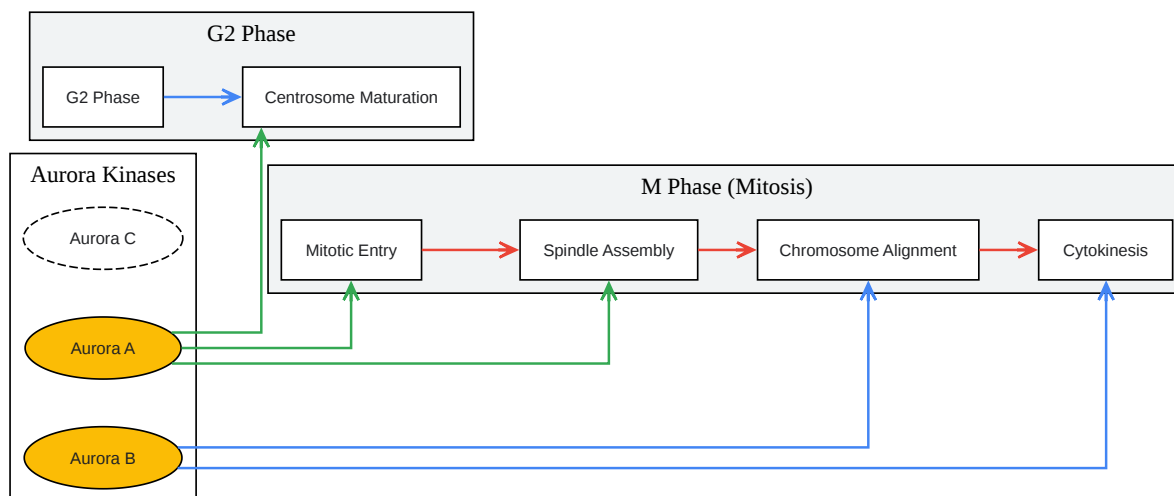 G2 Phase
G2 Phase
Centrosome Maturation
Aurora Kinases
Aurora C
Aurora A
Aurora B
M Phase (Mitosis)
Mitotic Entry
Spindle Assembly
Chromosome Alignment
Cytokinesis